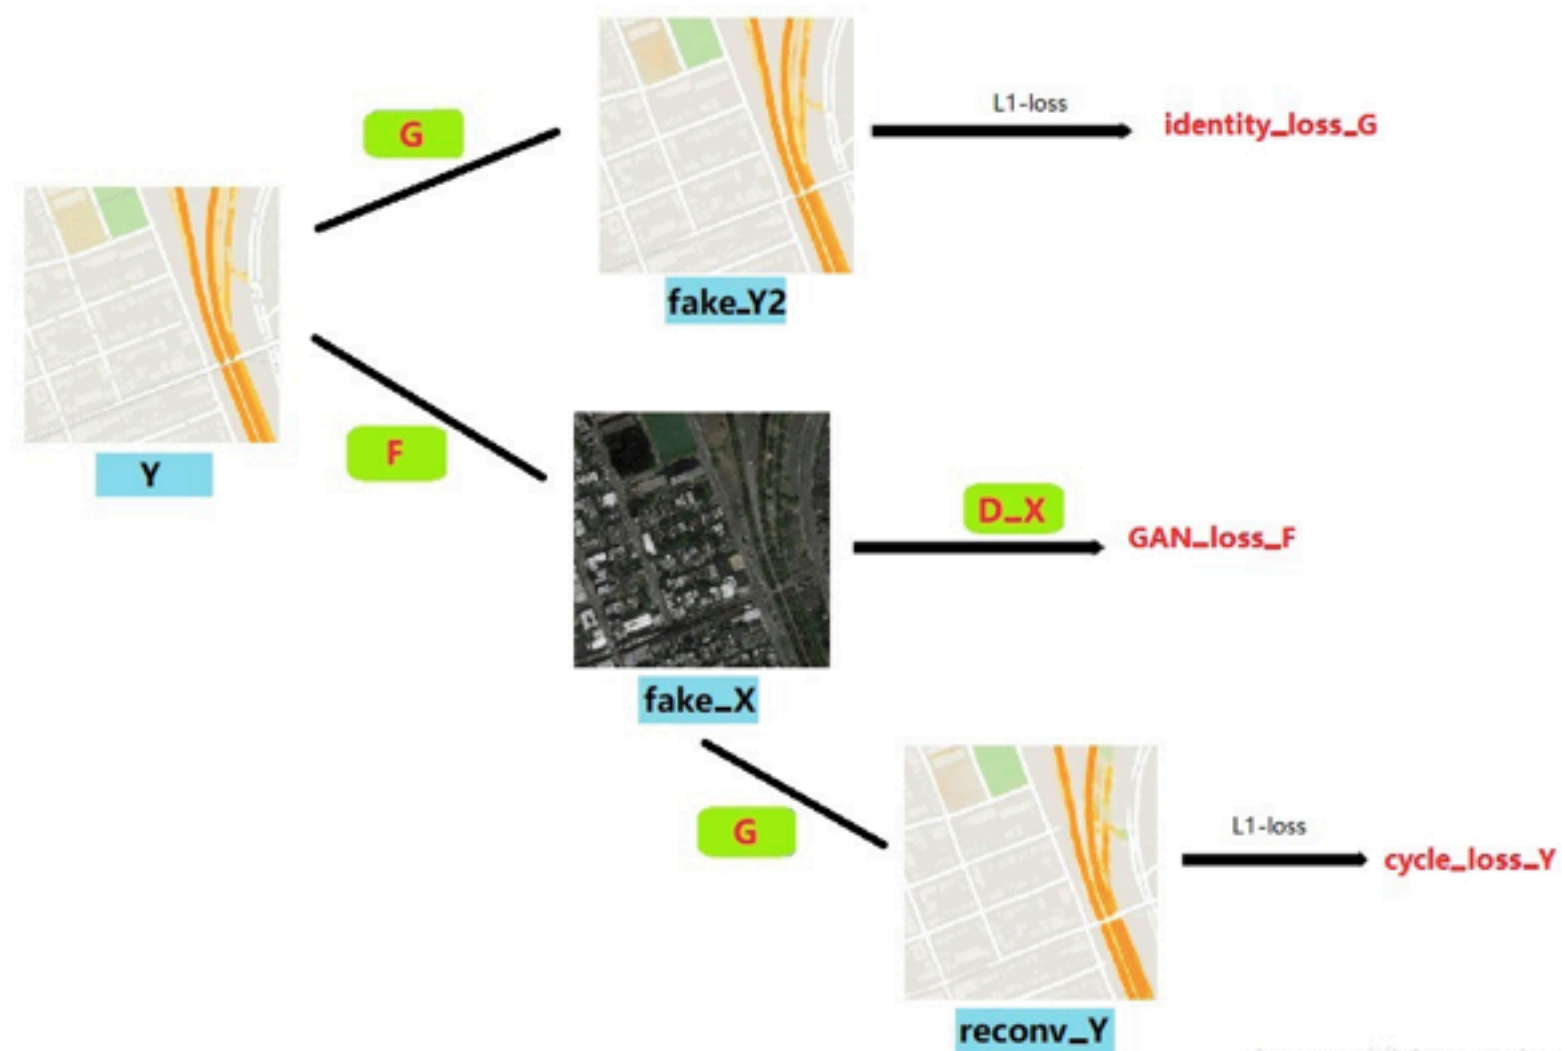 G
L1-loss
identity_loss_G
fake_Y2
Y
F
D_X
GAN_loss_F
fake_X
G
L1-loss
cycle_loss_Y
reconv_Y